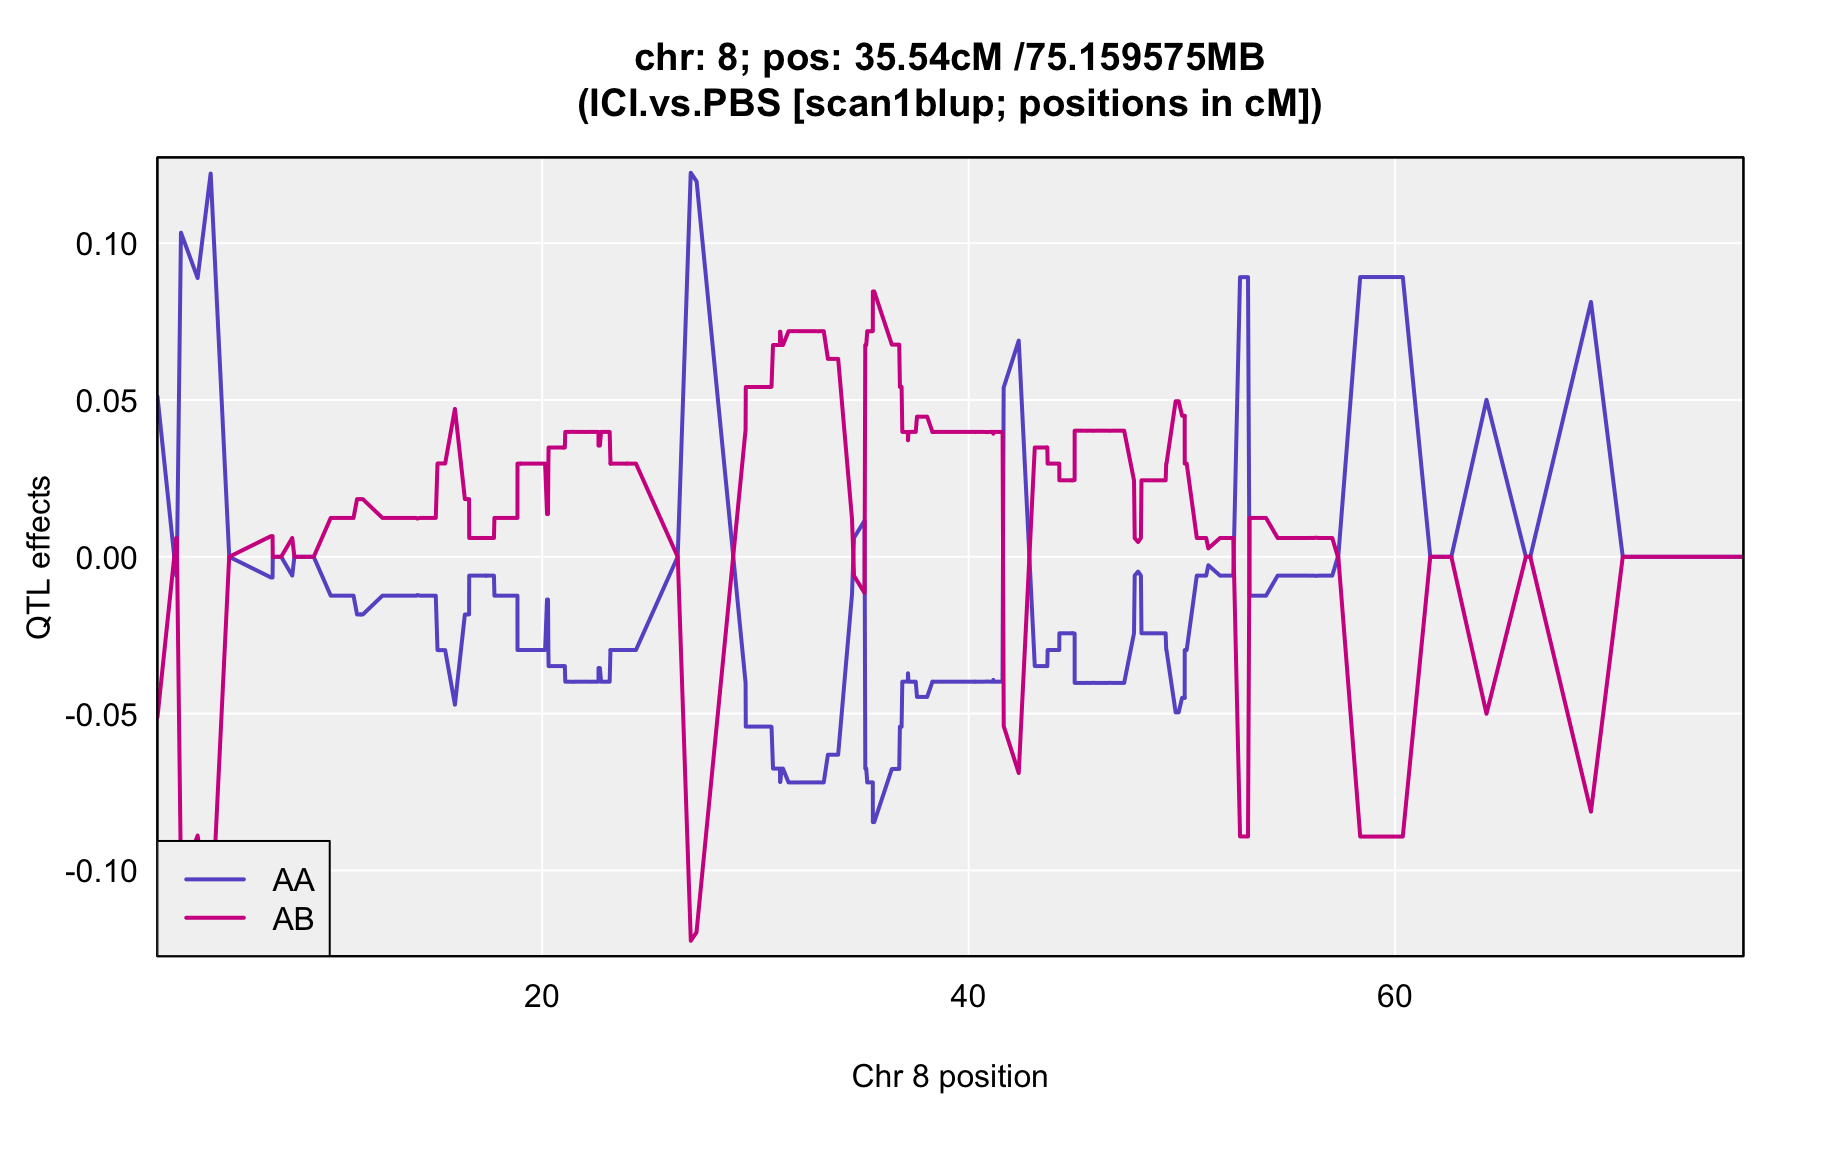 chr: 8; pos: 35.54cM /75.159575MB
(ICI.vs.PBS [scan1blup; positions in cM])
QTL effects
0.10
0.05
0.00
-0.05
-0.10
AA
AB
20 40 60
Chr 8 position